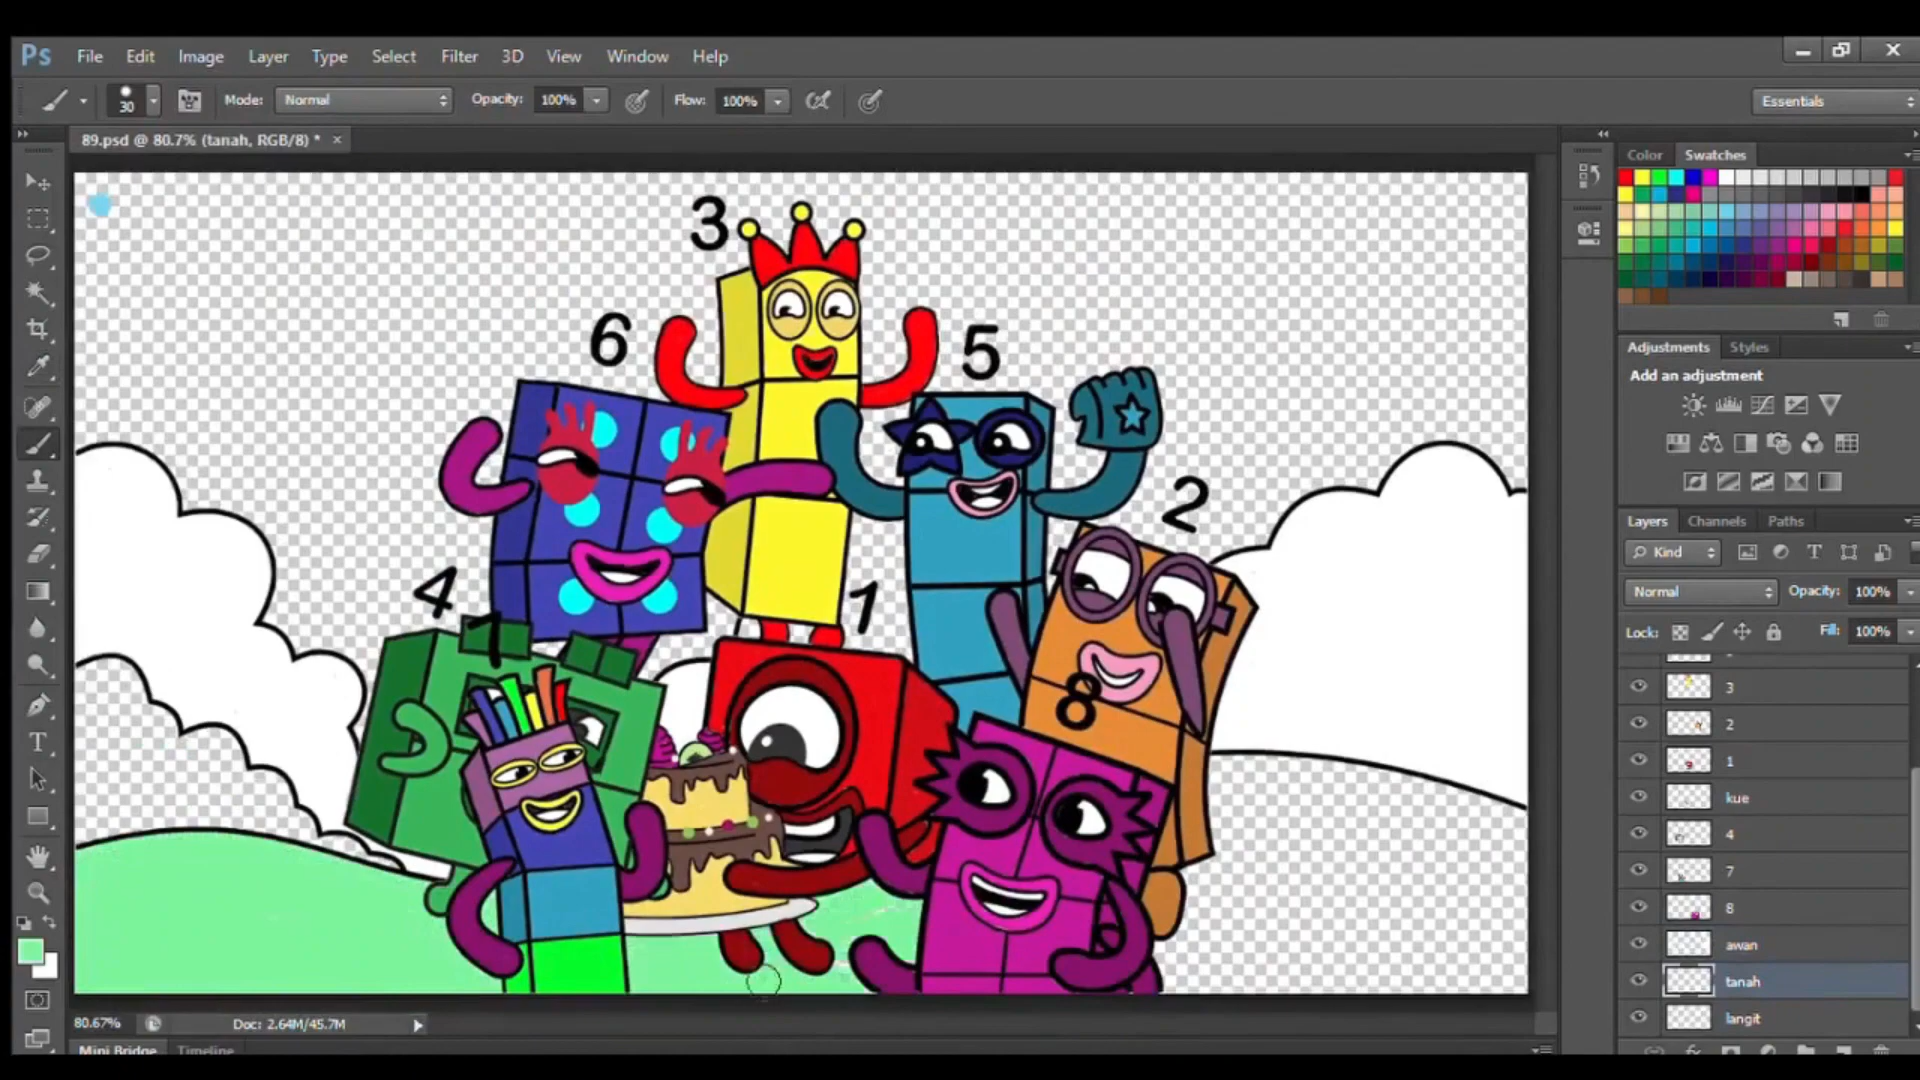 Ps File Edit Image Layer Type Select Filter 3D View Window Help
30 Mode: Normal Opacity: 100% Flow: 100% Essentials
89.psd @ 80.7% (tanah, RGB/8) * ×
Color Swatches
3
6
5
2
4
1
1
8
Adjustments Styles
Add an adjustment
Layers Channels Paths
Kind
Normal Opacity: 100%
Lock: Fill: 100%
3
2
1
kue
4
7
8
awan
tanah
langit
80.67% Doc: 2.64M/45.7M
Mini Bridge Timeline